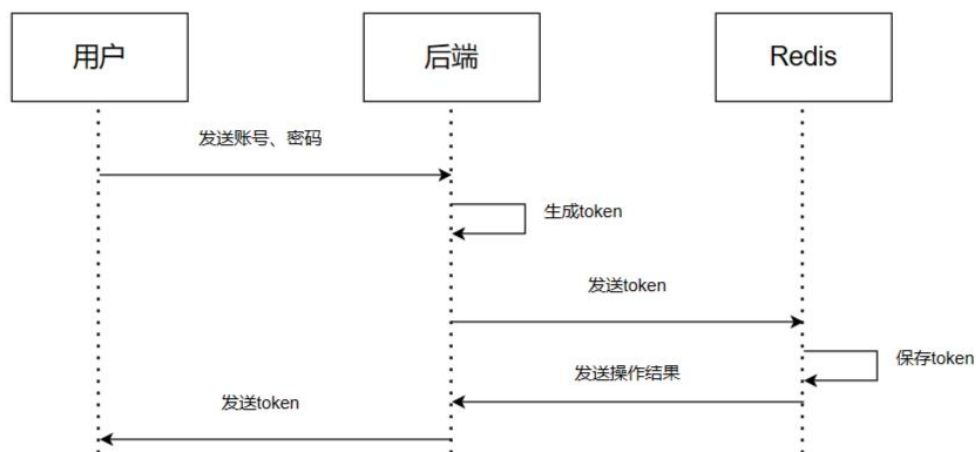 用户
后端
Redis
发送账号、密码
生成token
发送token
保存token
发送操作结果
发送token